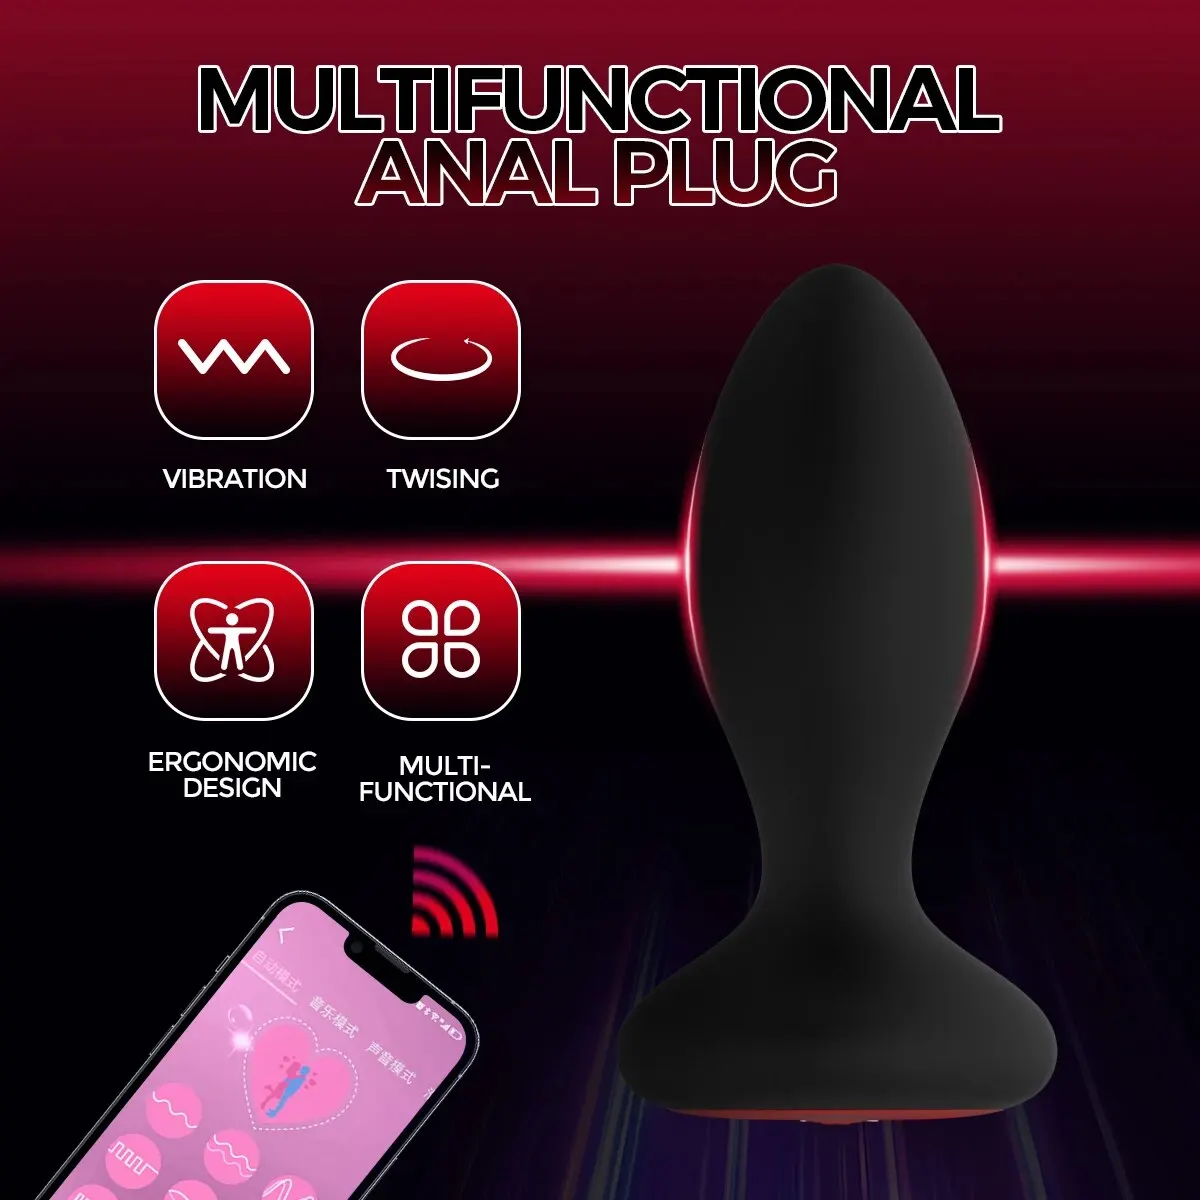 MULTIFUNCTIONAL
ANAL PLUG
VIBRATION
TWISING
ERGONOMIC
DESIGN
MULTI-
FUNCTIONAL
自动模式
音乐模式
声音模式